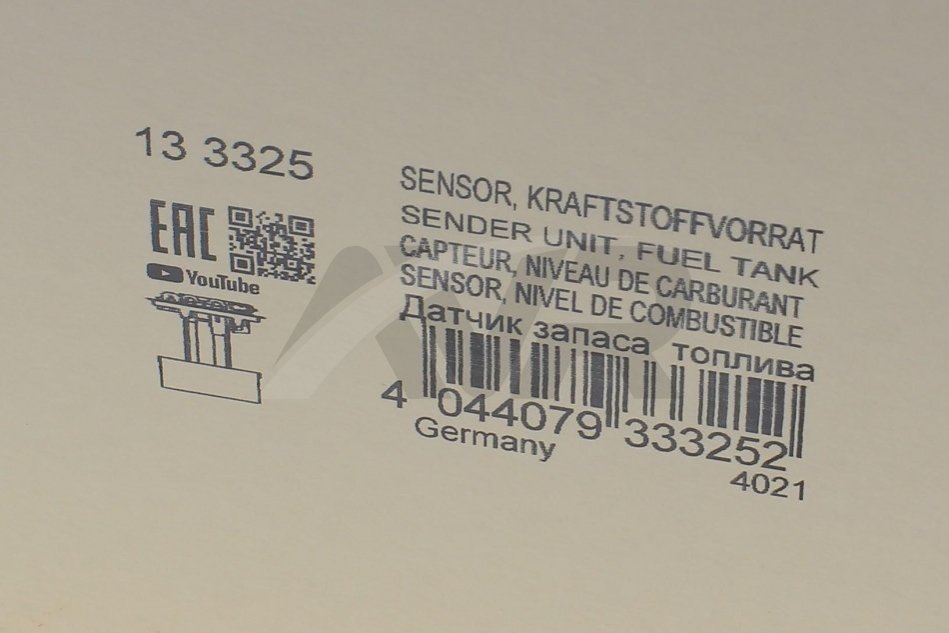 13 3325
EAC
YouTube
SENSOR, KRAFTSTOFFVORRAT
SENDER UNIT, FUEL TANK
CAPTEUR, NIVEAU DE CARBURANT
SENSOR, NIVEL DE COMBUSTIBLE
Датчик запаса топлива
4 044079 333252
Germany
4021
AVR